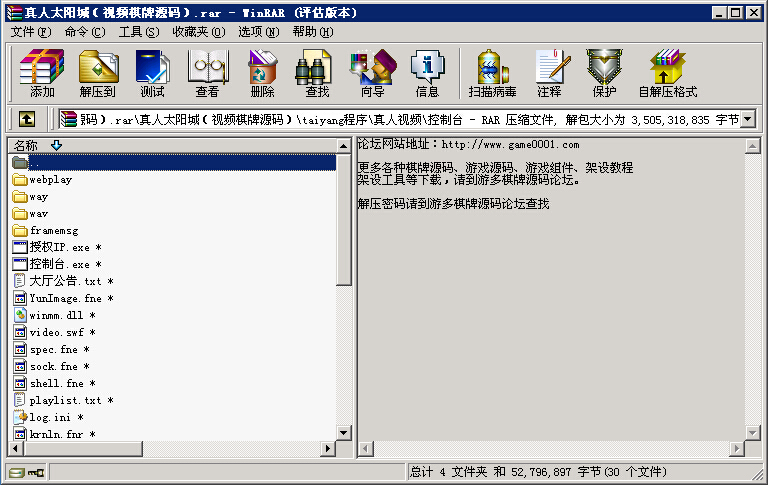 真人太阳城(视频棋牌源码).rar - WinRAR (评估版本)
文件(F) 命令(C) 工具(S) 收藏夹(O) 选项(N) 帮助(H)
添加 解压到 测试 查看 删除 查找 向导 信息 扫描病毒 注释 保护 自解压格式
码).rar\真人太阳城(视频棋牌源码)\taiyang程序\真人视频\控制台 - RAR 压缩文件, 解包大小为 3,505,318,835 字节
名称
..
webplay
way
wav
framemsg
授权IP.exe *
控制台.exe *
大厅公告.txt *
YunImage.fne *
winmm.dll *
video.swf *
spec.fne *
sock.fne *
shell.fne *
playlist.txt *
log.ini *
krnln.fnr *
论坛网站地址：http://www.game0001.com
更多各种棋牌源码、游戏源码、游戏组件、架设教程
架设工具等下载，请到游多棋牌源码论坛。
解压密码请到游多棋牌源码论坛查找
总计 4 文件夹 和 52,796,897 字节(30 个文件)